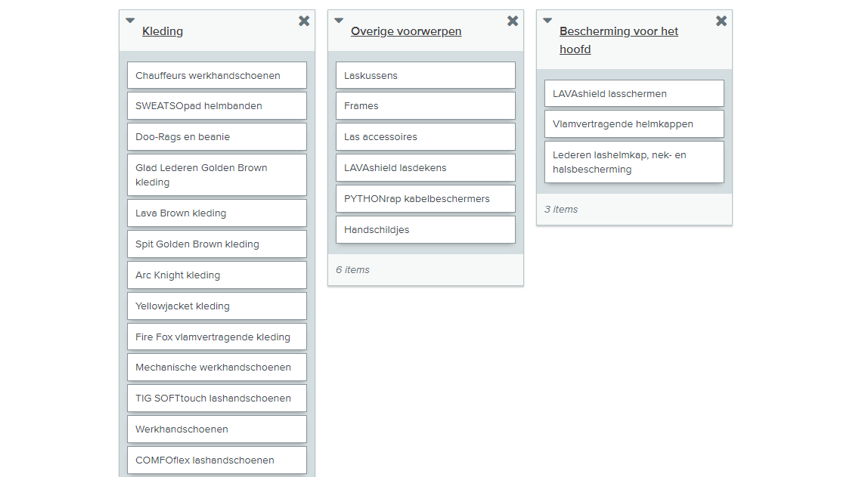 Kleding
Chauffeurs werkhandschoenen
SWEATSOpad helmbanden
Doo-Rags en beanie
Glad Lederen Golden Brown
kleding
Lava Brown kleding
Spit Golden Brown kleding
Arc Knight kleding
Yellowjacket kleding
Fire Fox vlamvertragende kleding
Mechanische werkhandschoenen
TIG SOFTtouch lashandschoenen
Werkhandschoenen
COMFOflex lashandschoenen
Overige voorwerpen
Laskussens
Frames
Las accessoires
LAVAshield lasdekens
PYTHONrap kabelbeschermers
Handschildjes
6 items
Bescherming voor het
hoofd
LAVAshield lasschermen
Vlamvertragende helmkappen
Lederen lashelmkap, nek- en
halsbescherming
3 items